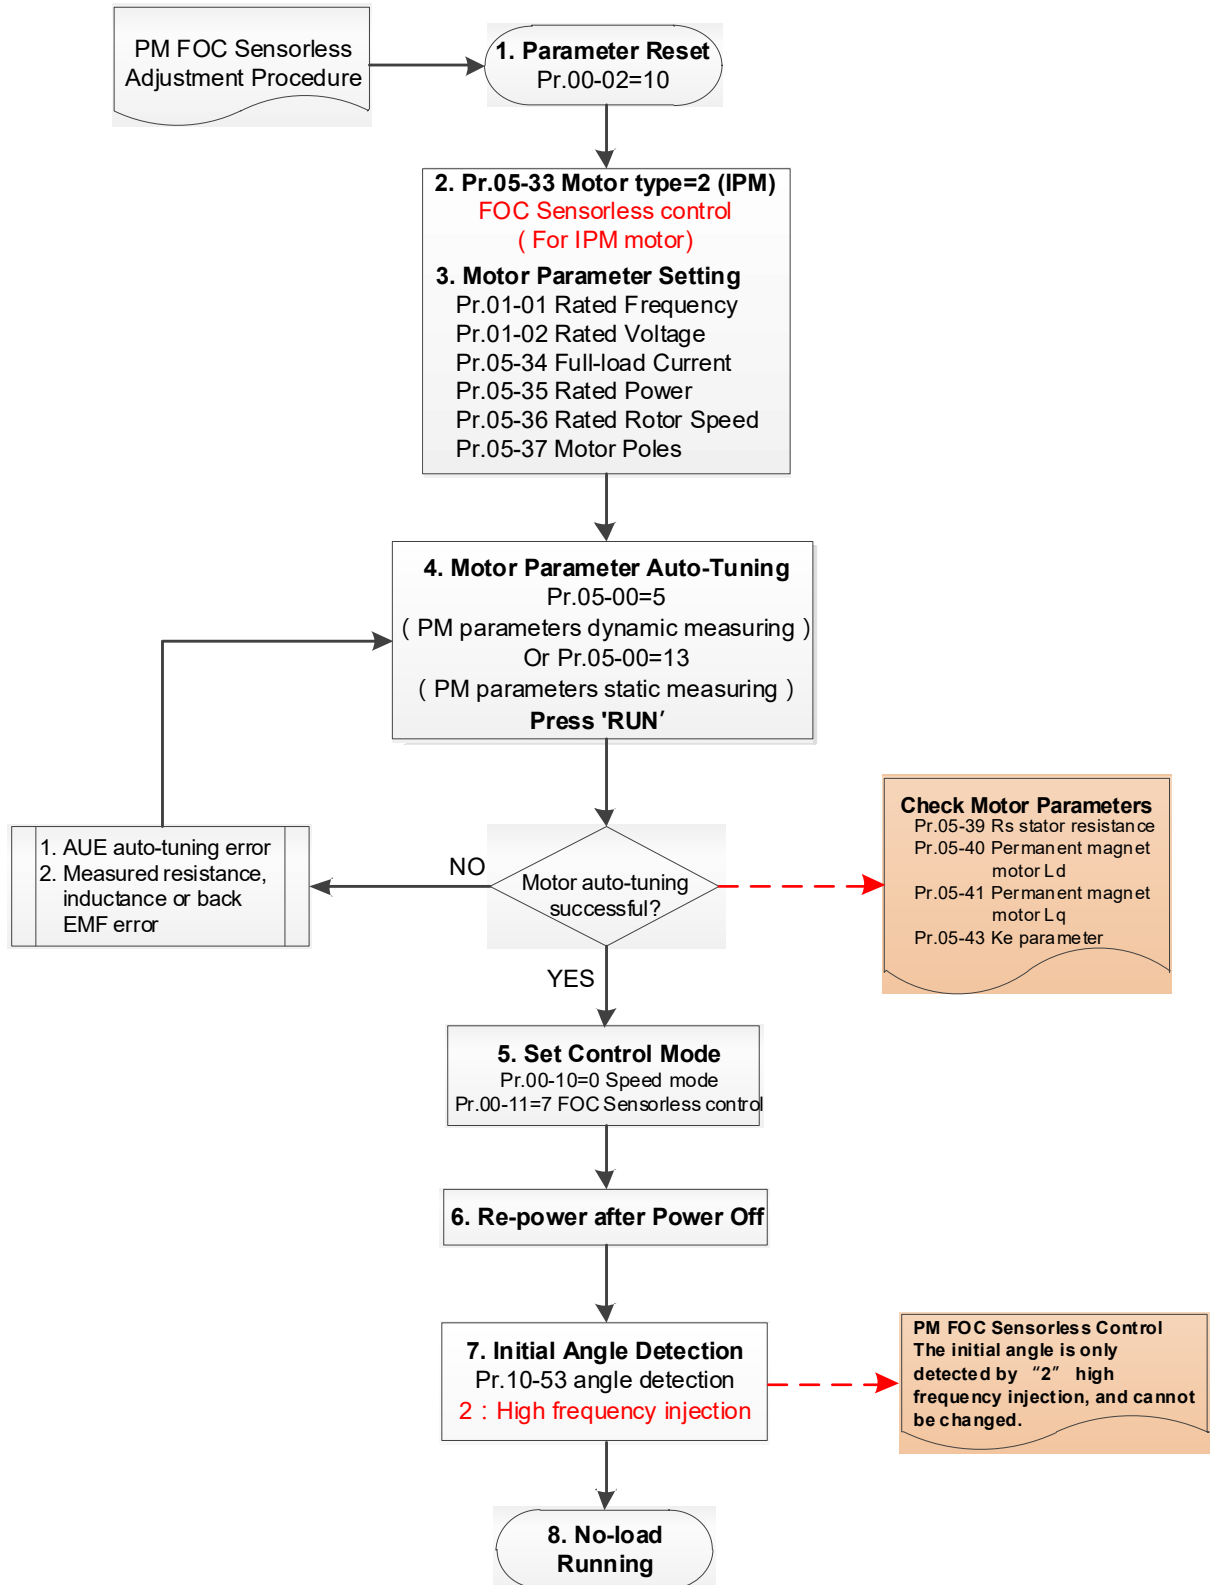 PM FOC Sensorless
Adjustment Procedure
1. Parameter Reset
Pr.00-02=10
2. Pr.05-33 Motor type=2 (IPM)
FOC Sensorless control
( For IPM motor)
3. Motor Parameter Setting
Pr.01-01 Rated Frequency
Pr.01-02 Rated Voltage
Pr.05-34 Full-load Current
Pr.05-35 Rated Power
Pr.05-36 Rated Rotor Speed
Pr.05-37 Motor Poles
4. Motor Parameter Auto-Tuning
Pr.05-00=5
( PM parameters dynamic measuring )
Or Pr.05-00=13
( PM parameters static measuring )
Press 'RUN′
Motor auto-tuning
successful?
NO
1. AUE auto-tuning error
2. Measured resistance,
inductance or back
EMF error
Check Motor Parameters
Pr.05-39 Rs stator resistance
Pr.05-40 Permanent magnet
motor Ld
Pr.05-41 Permanent magnet
motor Lq
Pr.05-43 Ke parameter
YES
5. Set Control Mode
Pr.00-10=0 Speed mode
Pr.00-11=7 FOC Sensorless control
6. Re-power after Power Off
7. Initial Angle Detection
Pr.10-53 angle detection
2 : High frequency injection
PM FOC Sensorless Control
The initial angle is only
detected by “2” high
frequency injection, and cannot
be changed.
8. No-load
Running